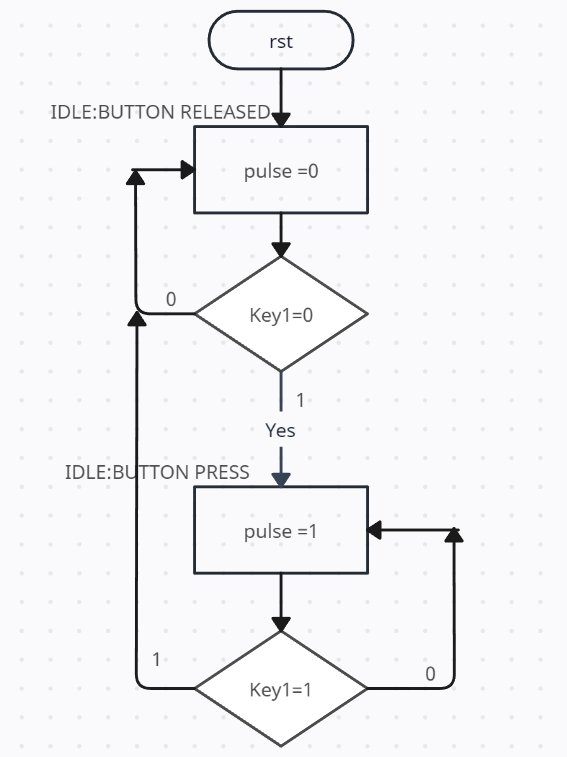 rst
IDLE:BUTTON RELEASED
pulse =0
0
Key1=0
1
Yes
IDLE:BUTTON PRESS
pulse =1
1
0
Key1=1